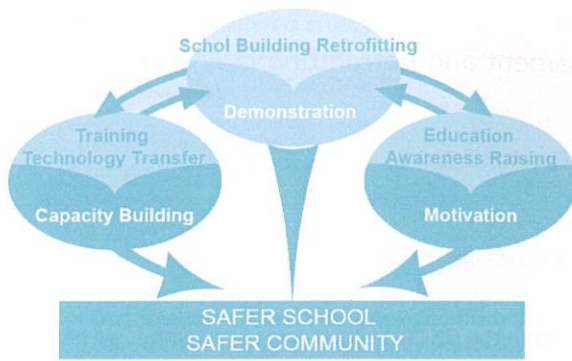 Schol Building Retrofitting
Demonstration
Training
Technology Transfer
Capacity Building
Education
Awareness Raising
Motivation
SAFER SCHOOL
SAFER COMMUNITY